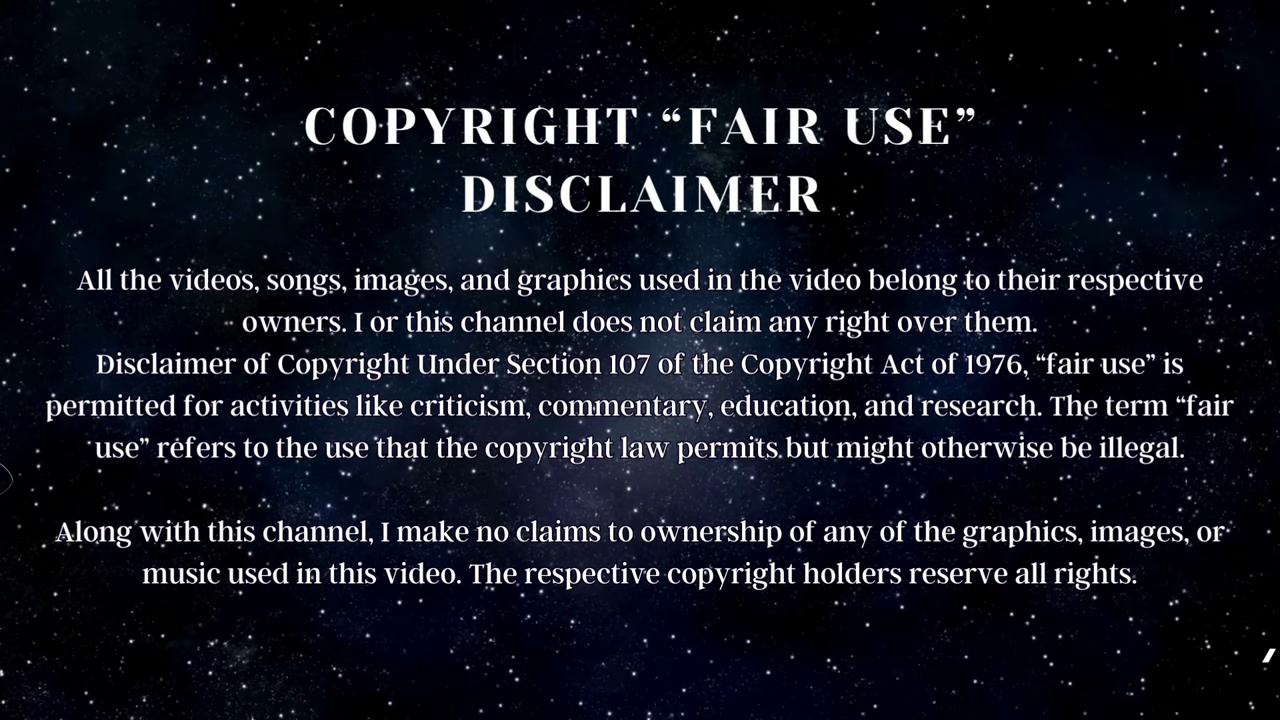 COPYRIGHT “FAIR USE”
DISCLAIMER
All the videos, songs, images, and graphics used in the video belong to their respective
owners. I or this channel does not claim any right over them.
Disclaimer of Copyright Under Section 107 of the Copyright Act of 1976, “fair use” is
permitted for activities like criticism, commentary, education, and research. The term “fair
use” refers to the use that the copyright law permits but might otherwise be illegal.
Along with this channel, I make no claims to ownership of any of the graphics, images, or
music used in this video. The respective copyright holders reserve all rights.